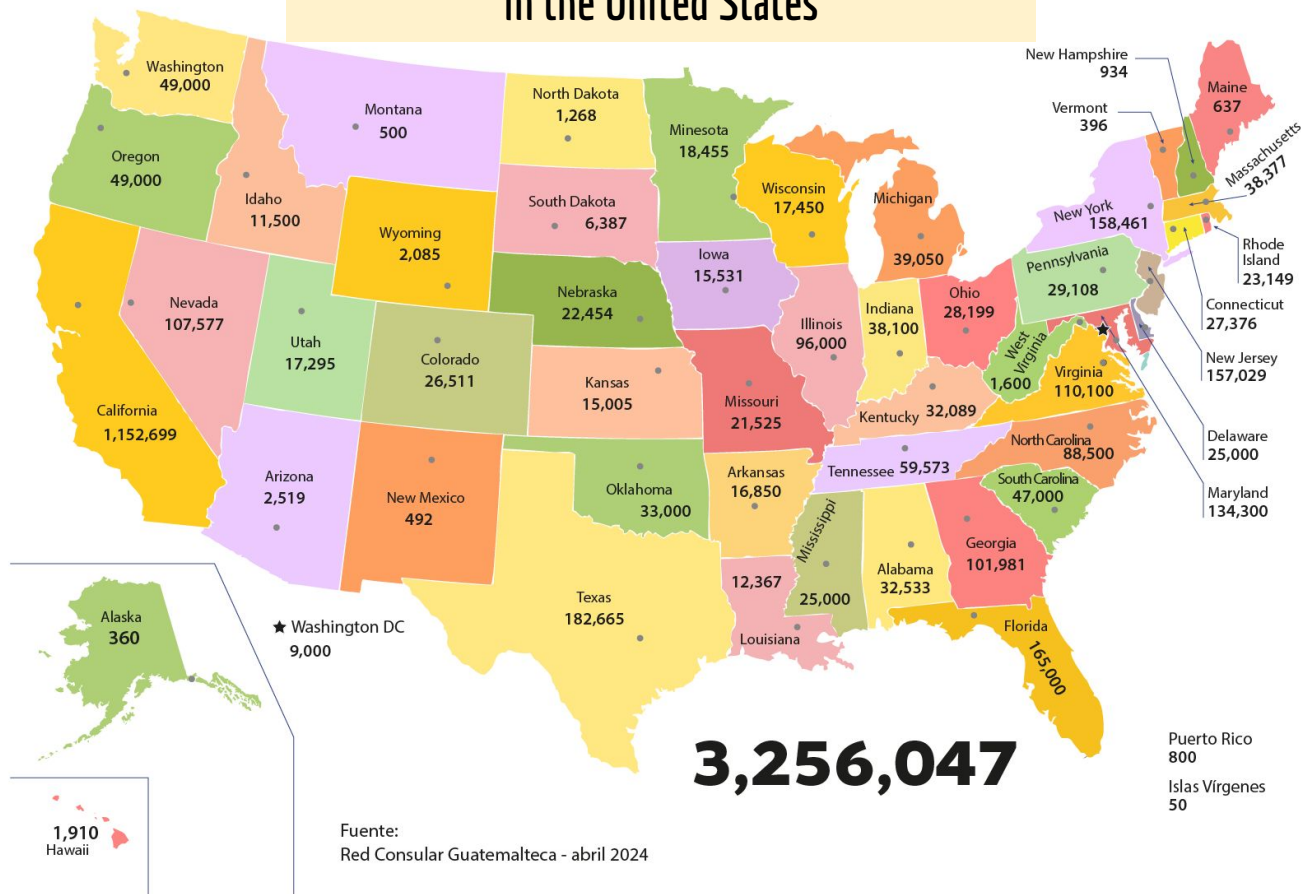 in the United States
Washington
49,000
Oregon
49,000
Idaho
11,500
Montana
500
North Dakota
1,268
Minesota
18,455
South Dakota
6,387
Wyoming
2,085
Wisconsin
17,450
Michigan
39,050
New Hampshire
934
Vermont
396
Maine
637
Massachusetts
38,377
New York
158,461
Rhode
Island
23,149
Connecticut
27,376
New Jersey
157,029
Delaware
25,000
Maryland
134,300
Pennsylvania
29,108
Iowa
15,531
Nebraska
22,454
Nevada
107,577
Utah
17,295
Colorado
26,511
California
1,152,699
Kansas
15,005
Missouri
21,525
Illinois
96,000
Indiana
38,100
Ohio
28,199
West
Virginia
1,600
Virginia
110,100
Kentucky 32,089
North Carolina
88,500
Tennessee 59,573
South Carolina
47,000
Arizona
2,519
New Mexico
492
Oklahoma
33,000
Arkansas
16,850
Mississippi
25,000
Alabama
32,533
Georgia
101,981
12,367
Louisiana
Texas
182,665
Florida
165,000
Alaska
360
★ Washington DC
9,000
1,910
Hawaii
3,256,047
Puerto Rico
800
Islas Vírgenes
50
Fuente:
Red Consular Guatemalteca - abril 2024